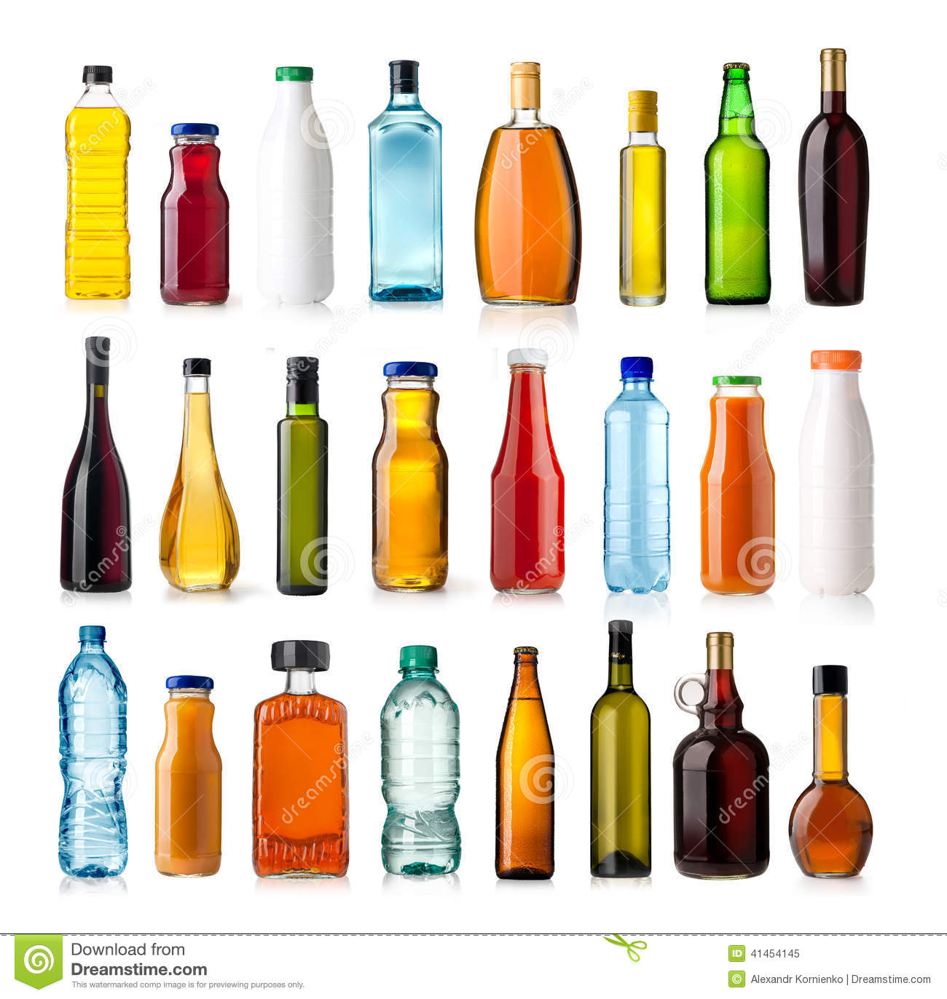 Download from
Dreamstime.com
This watermarked comp image is for previewing purposes only.
ID 41454145
© Alexandr Kornienko | Dreamstime.com
dreamstime